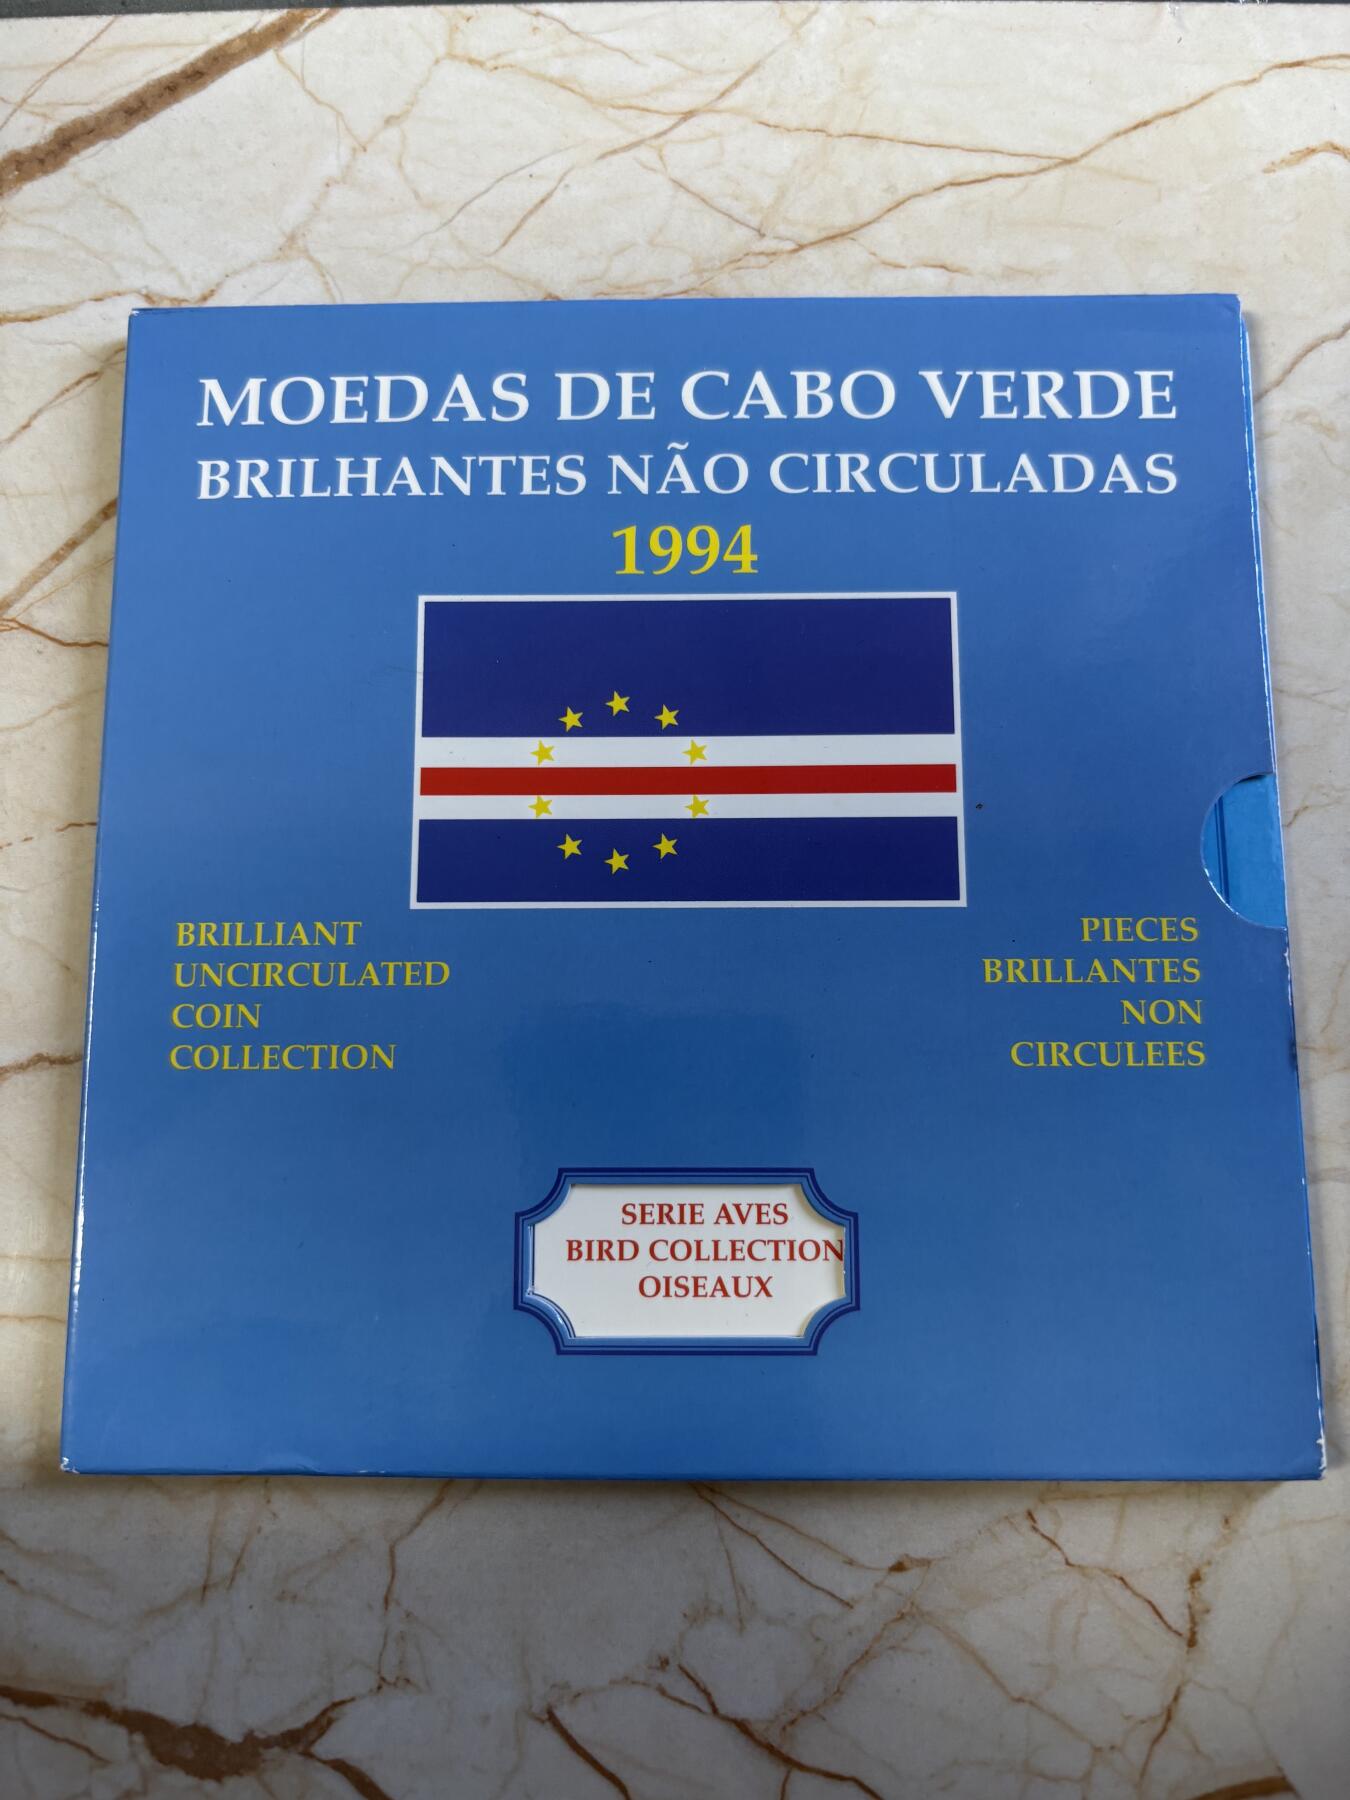 MOEDAS DE CABO VERDE
BRILHANTES NÃO CIRCULADAS
1994
BRILLIANT
UNCIRCULATED
COIN
COLLECTION
PIECES
BRILLANTES
NON
CIRCULEES
SERIE AVES
BIRD COLLECTION
OISEAUX